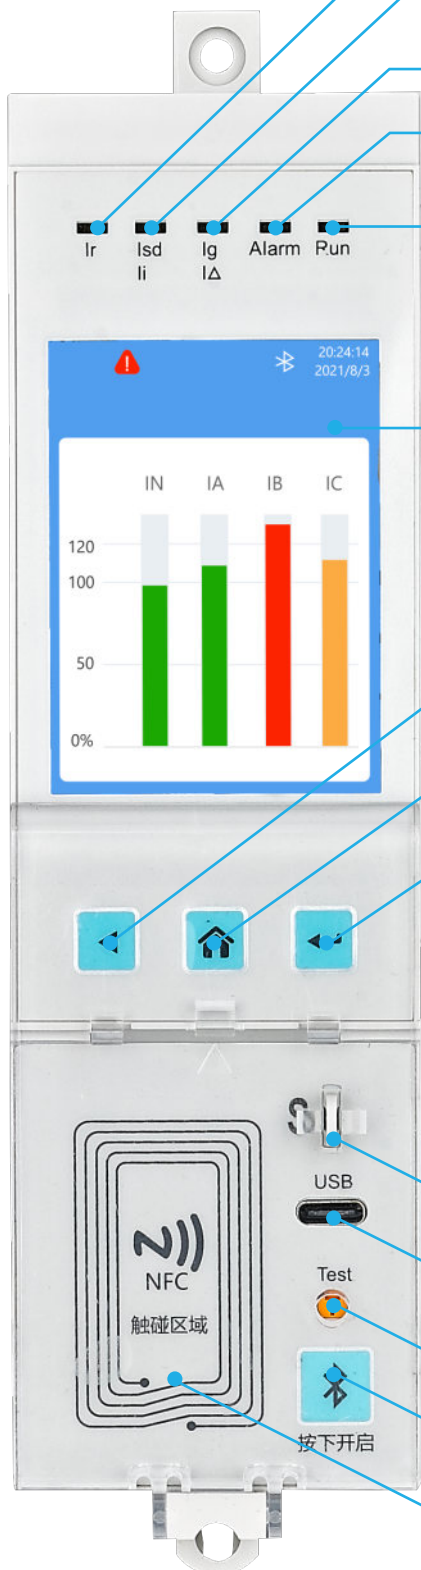 Ir
Isd
Ii
Ig
I△
Alarm
Run
20:24:14
2021/8/3
IN IA IB IC
120
100
50
0%
USB
Test
NFC
触碰区域
按下开启